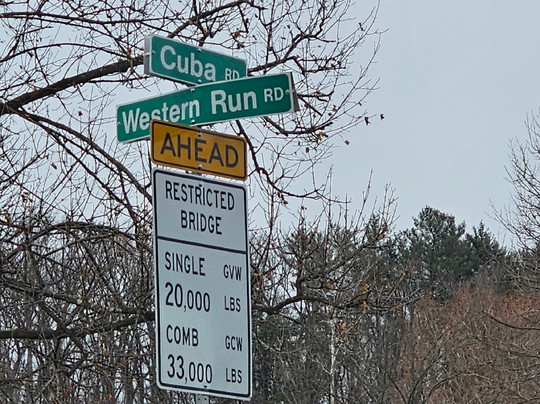 Cuba RD
Western Run RD
AHEAD
RESTRICTED
BRIDGE
SINGLE GVW
20,000 LBS
COMB GCW
33,000 LBS